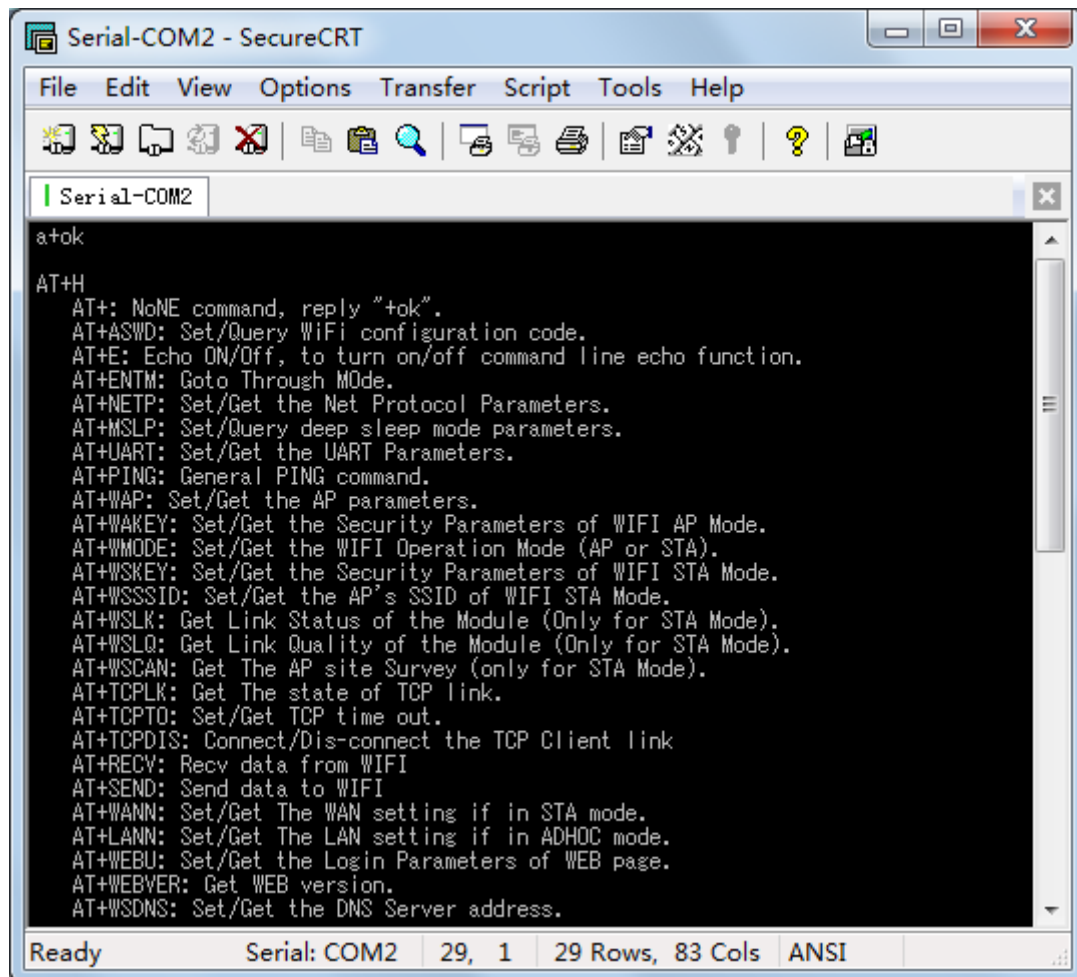 Serial-COM2 - SecureCRT
File Edit View Options Transfer Script Tools Help
Serial-COM2
a+ok
AT+H
AT+: NoNE command, reply "+ok".
AT+ASWD: Set/Query WiFi configuration code.
AT+E: Echo ON/Off, to turn on/off command line echo function.
AT+ENTM: Goto Through MOde.
AT+NETP: Set/Get the Net Protocol Parameters.
AT+MSLP: Set/Query deep sleep mode parameters.
AT+UART: Set/Get the UART Parameters.
AT+PING: General PING command.
AT+WAP: Set/Get the AP parameters.
AT+WAKEY: Set/Get the Security Parameters of WIFI AP Mode.
AT+WMODE: Set/Get the WIFI Operation Mode (AP or STA).
AT+WSKEY: Set/Get the Security Parameters of WIFI STA Mode.
AT+WSSSID: Set/Get the AP's SSID of WIFI STA Mode.
AT+WSLK: Get Link Status of the Module (Only for STA Mode).
AT+WSLQ: Get Link Quality of the Module (Only for STA Mode).
AT+WSCAN: Get The AP site Survey (only for STA Mode).
AT+TCPLK: Get The state of TCP link.
AT+TCPTO: Set/Get TCP time out.
AT+TCPDIS: Connect/Dis-connect the TCP Client link
AT+RECV: Recv data from WIFI
AT+SEND: Send data to WIFI
AT+WANN: Set/Get The WAN setting if in STA mode.
AT+LANN: Set/Get The LAN setting if in ADHOC mode.
AT+WEBU: Set/Get the Login Parameters of WEB page.
AT+WEBVER: Get WEB version.
AT+WSDNS: Set/Get the DNS Server address.
Ready Serial: COM2 29, 1 29 Rows, 83 Cols ANSI